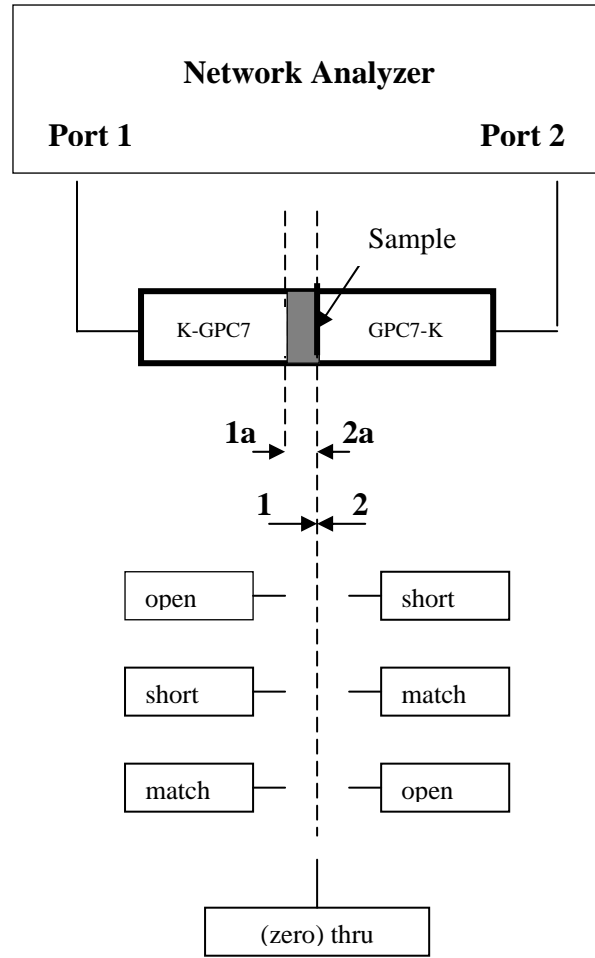 Network Analyzer
Port 1 Port 2
Sample
K-GPC7 GPC7-K
1a 2a
1 2
open short
short match
match open
(zero) thru